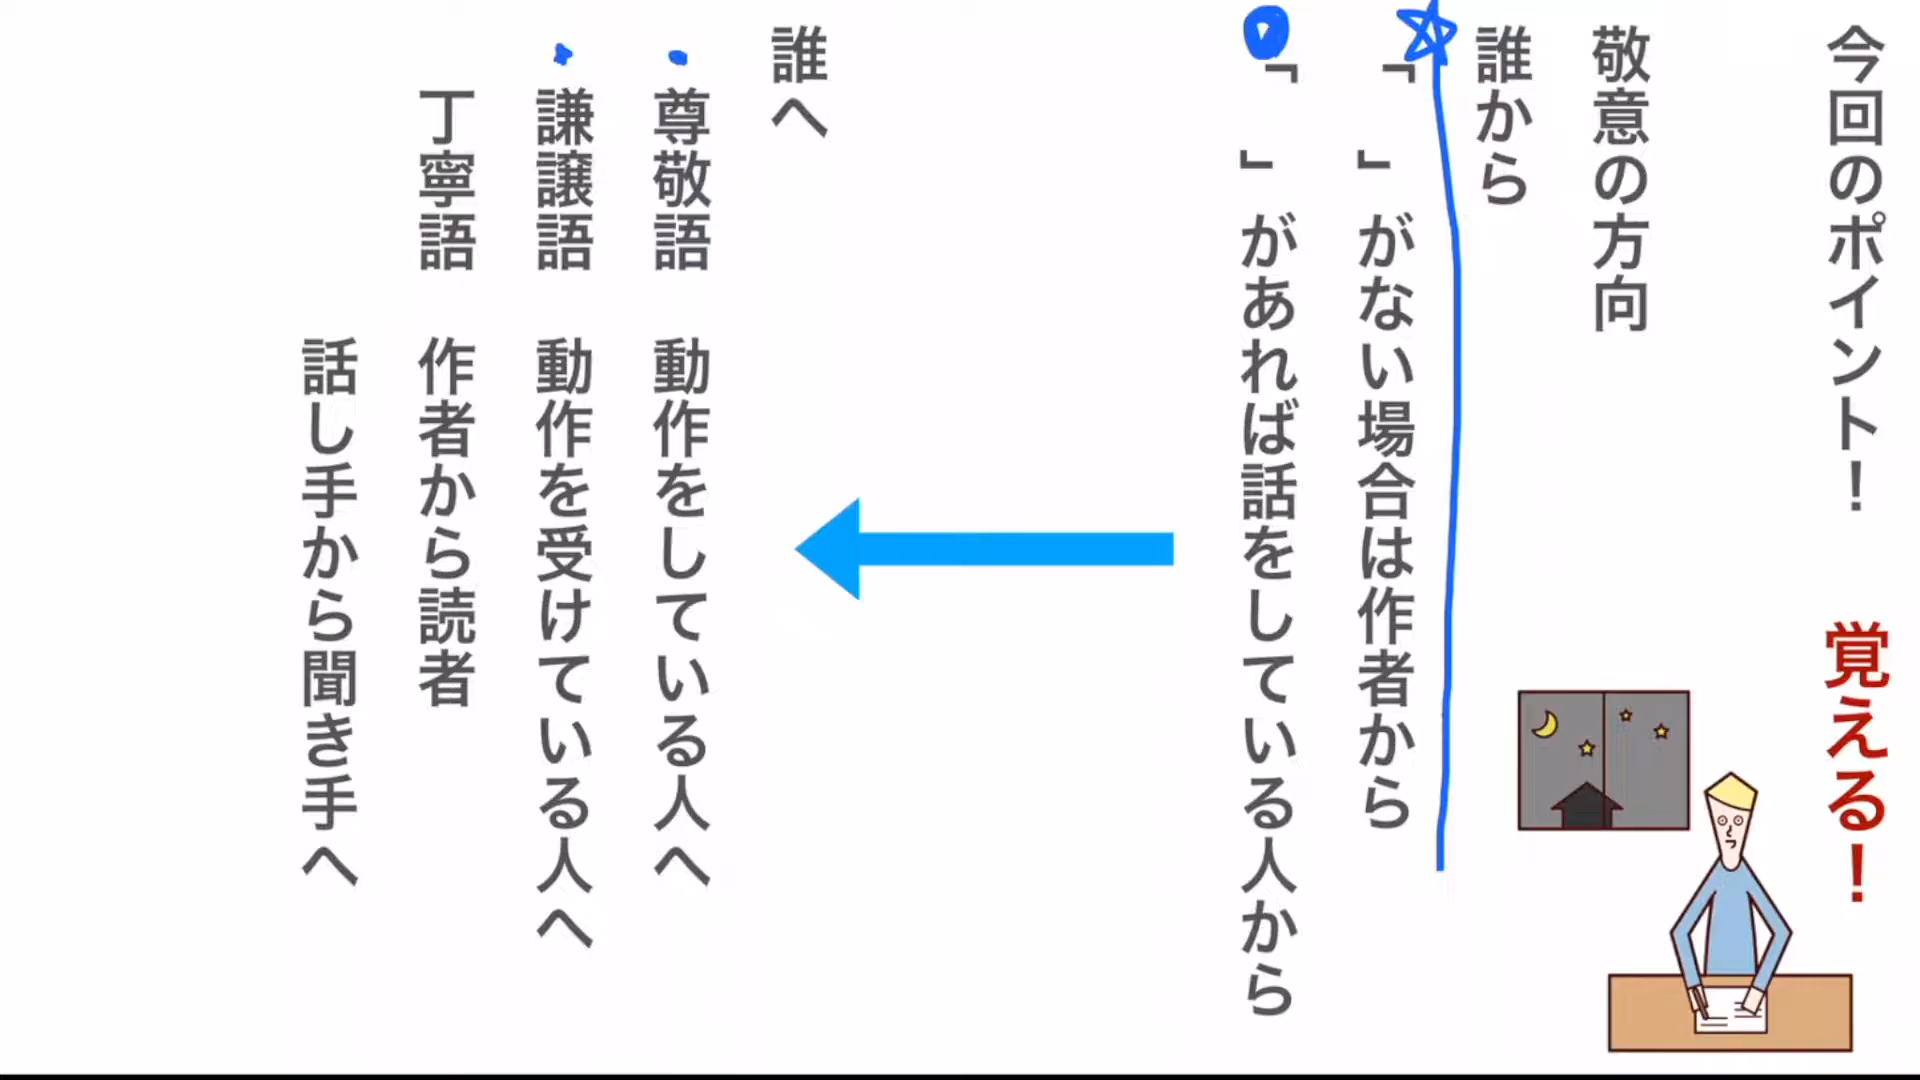 今回のポイント！　覚える！
敬意の方向
誰から
「　」がない場合は作者から
「　」があれば話をしている人から
誰へ
尊敬語　動作をしている人へ
謙譲語　動作を受けている人へ
丁寧語　作者から読者
話し手から聞き手へ